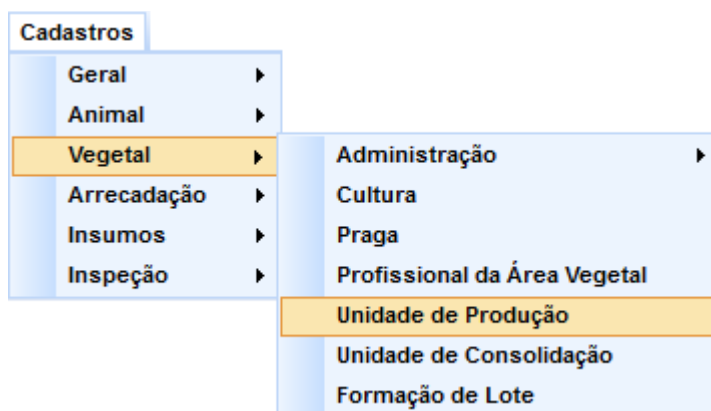 Cadastros
Geral
Animal
Vegetal
Arrecadação
Insumos
Inspeção
Administração
Cultura
Praga
Profissional da Área Vegetal
Unidade de Produção
Unidade de Consolidação
Formação de Lote